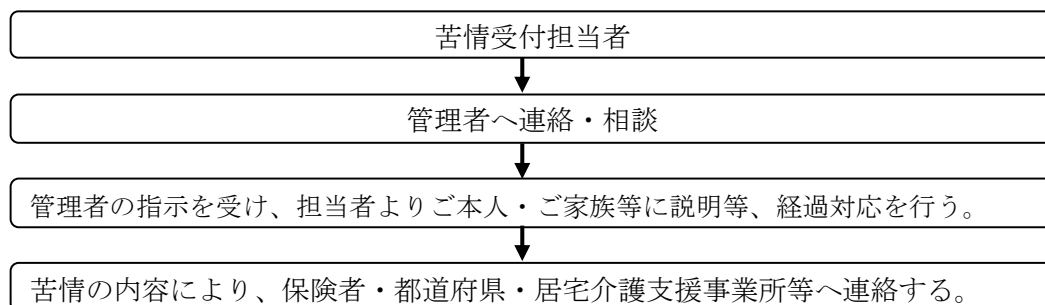 苦情受付担当者
管理者へ連絡・相談
管理者の指示を受け、担当者よりご本人・ご家族等に説明等、経過対応を行う。
苦情の内容により、保険者・都道府県・居宅介護支援事業所等へ連絡する。